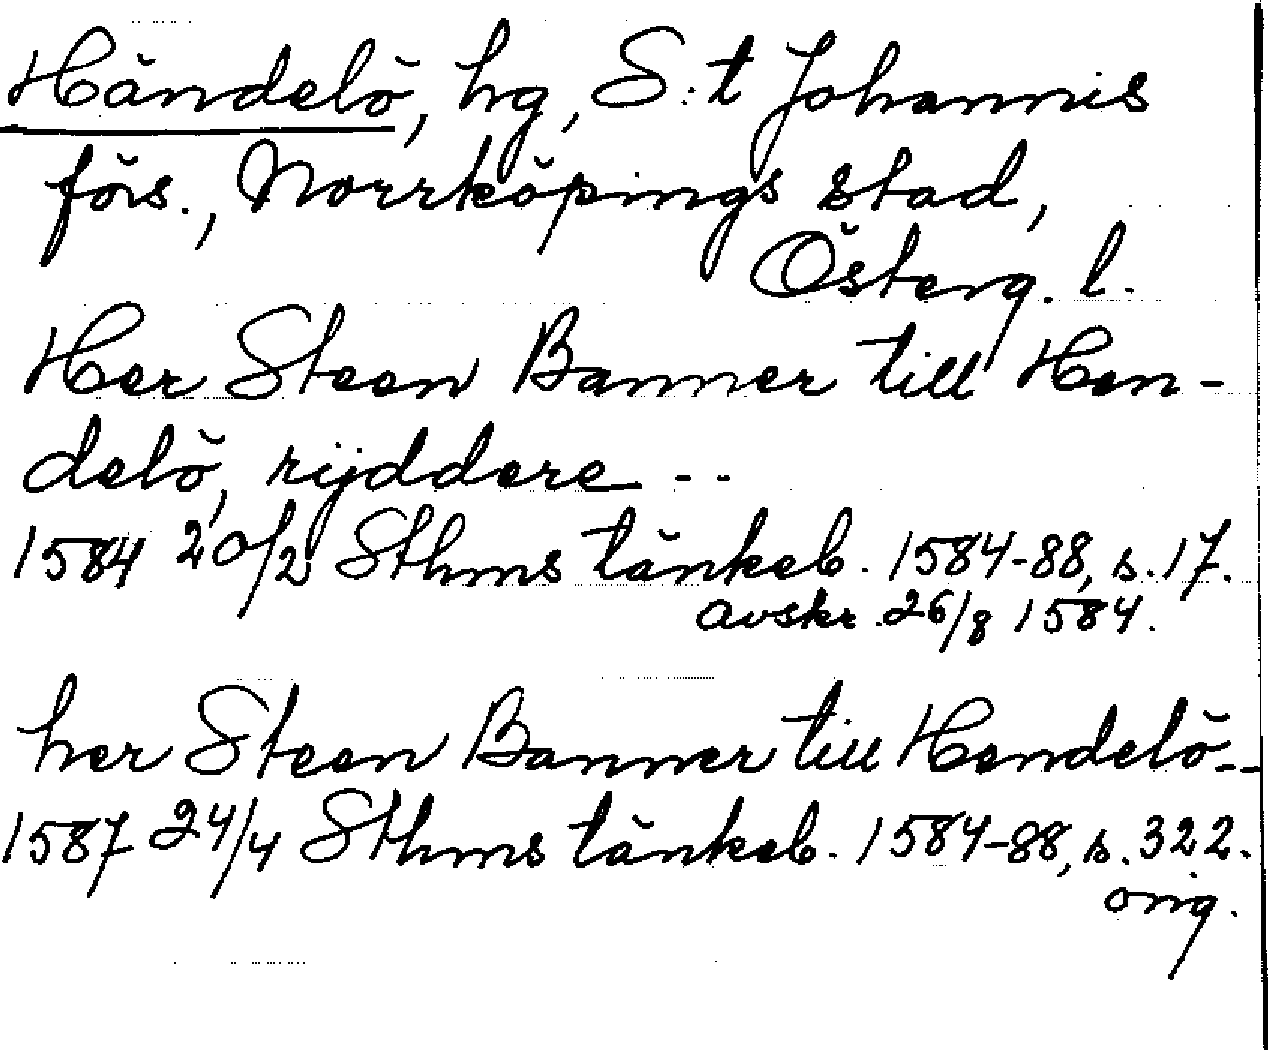 Händelö, hg, S:t Johannis
förs., Norrköpings stad,
Österg. l.
Her Steen Banner till Hen-
delö, rijddere - -
1584 20/2 Sthms tänkeb. 1584-88, s. 17.
avskr. 26/8 1584.
her Steen Banner till Hendelö - -
1587 24/4 Sthms tänkeb. 1584-88, s. 322.
orig.